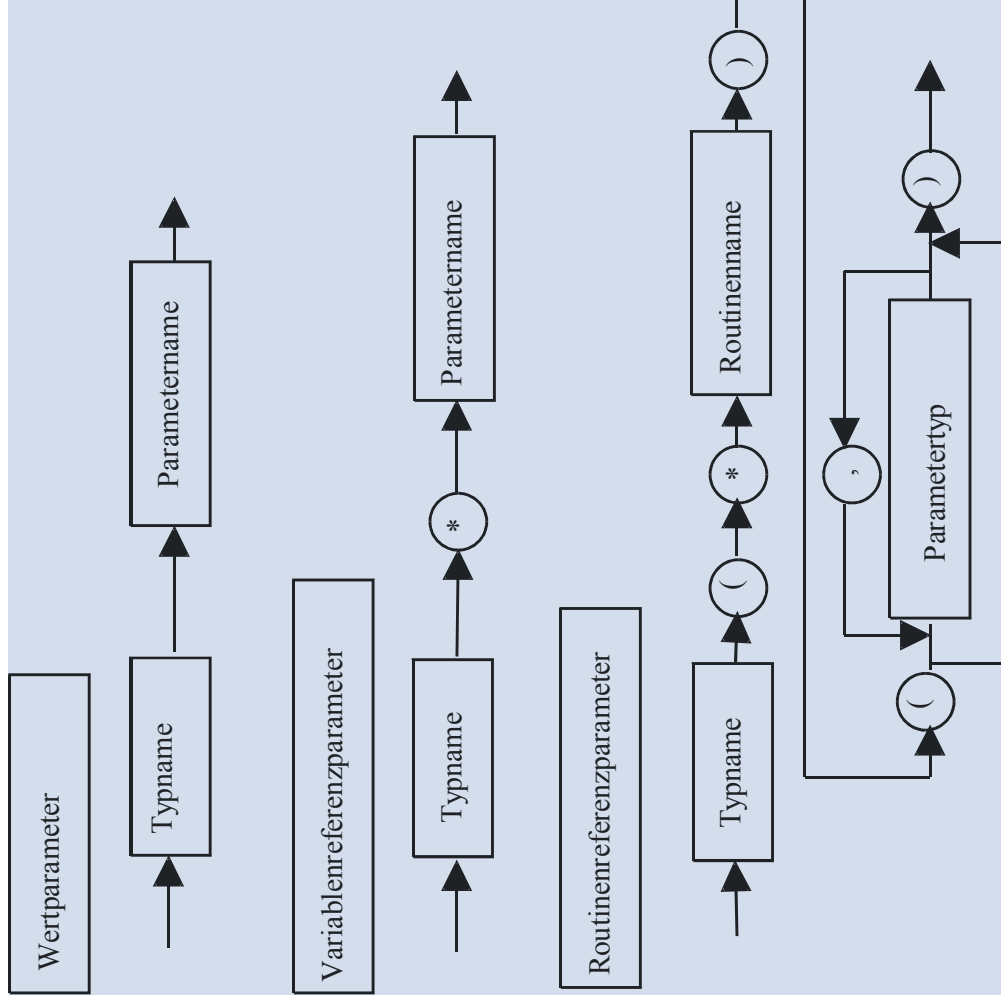 Wertparameter
Typname Parametername
Variablenreferenzparameter
Typname * Parametername
Routinenreferenzparameter
Typname ( * Routinenname )
( Parametertyp )
,